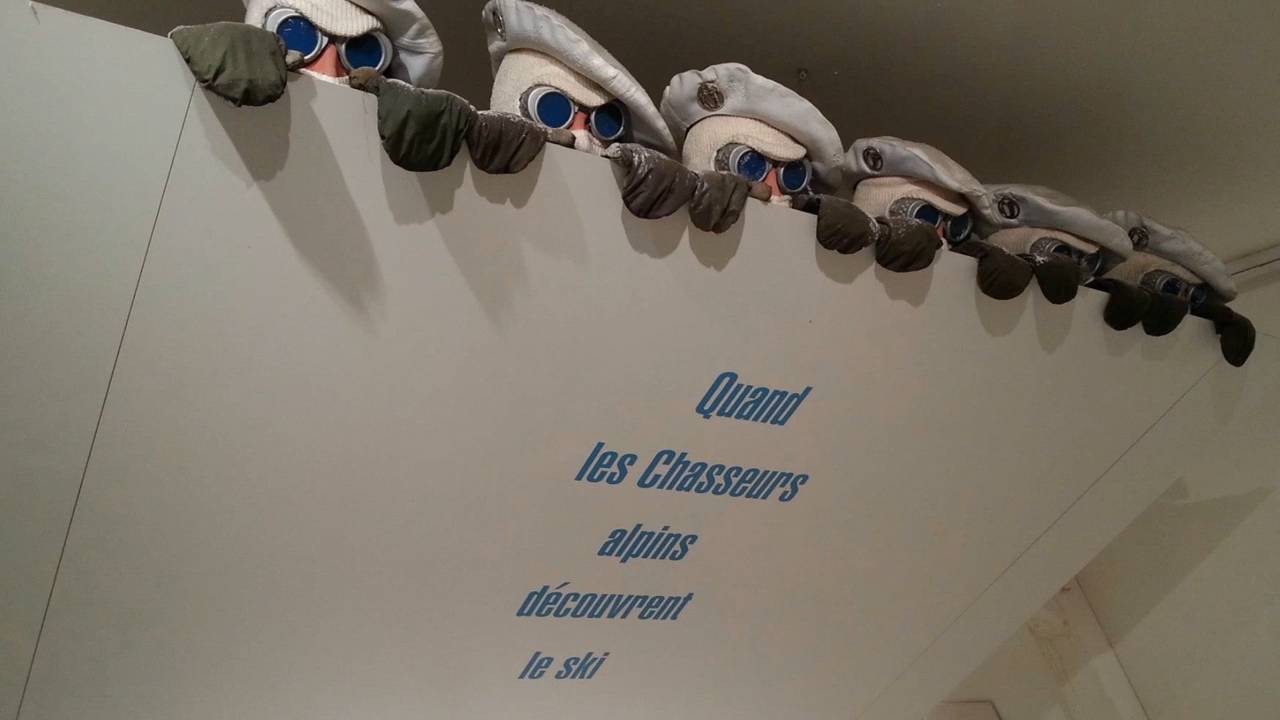 Quand
les Chasseurs
alpins
découvrent
le ski